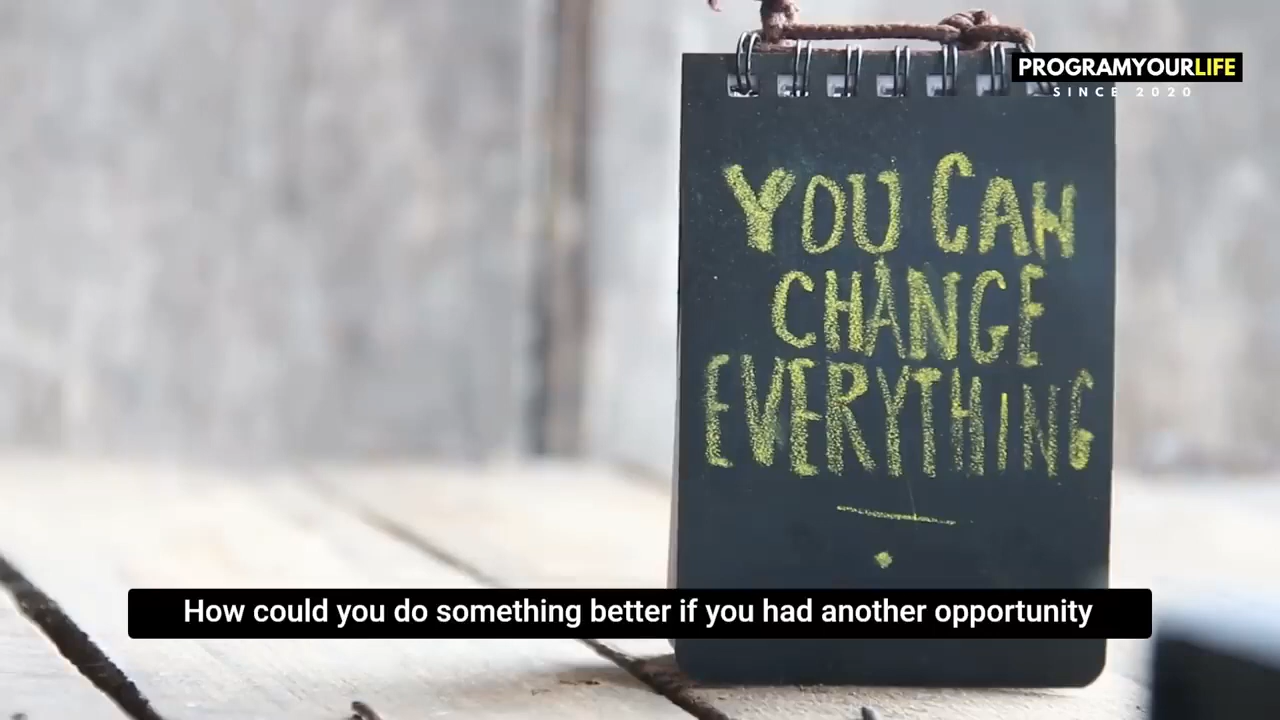 PROGRAMYOURLIFE
SINCE 2020
YOU CAN
CHANGE
EVERYTHING
How could you do something better if you had another opportunity